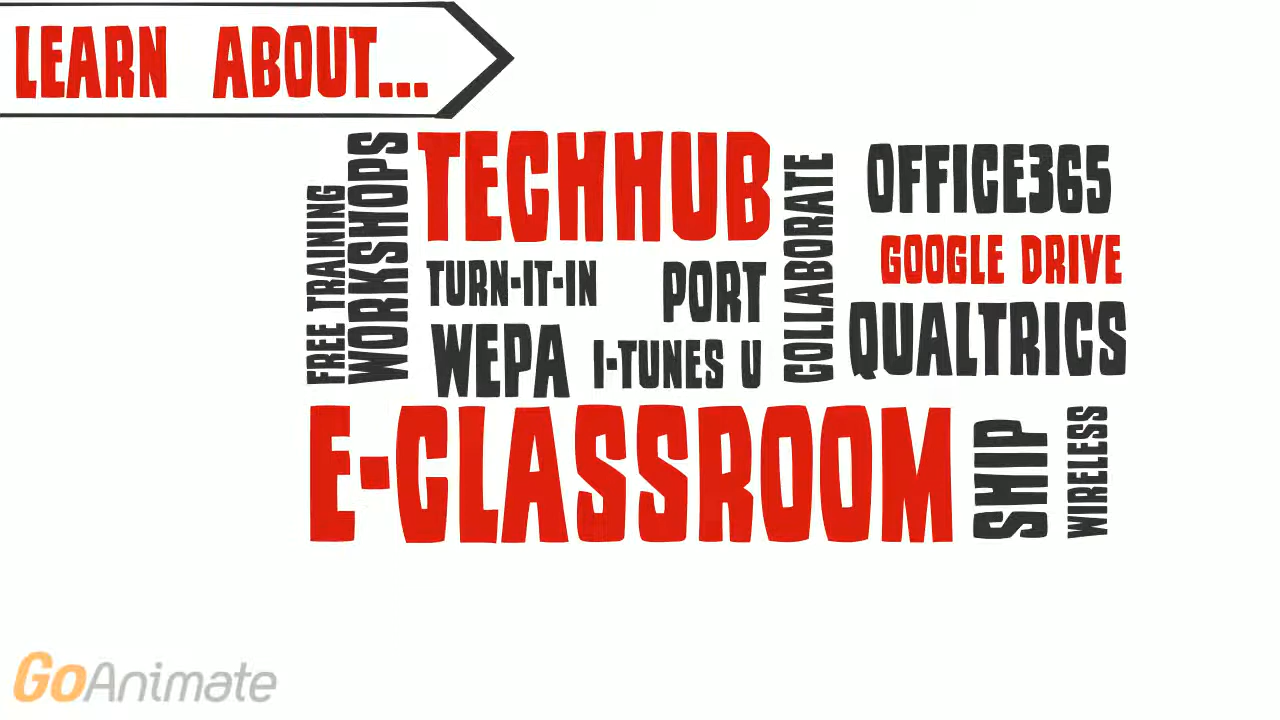 LEARN ABOUT...
FREE TRAINING
WORKSHOPS
TECHHUB
TURN-IT-IN
PORT
WEPA
I-TUNES U
COLLABORATE
OFFICE365
GOOGLE DRIVE
QUALTRICS
E-CLASSROOM
SHIP
WIRELESS
GoAnimate